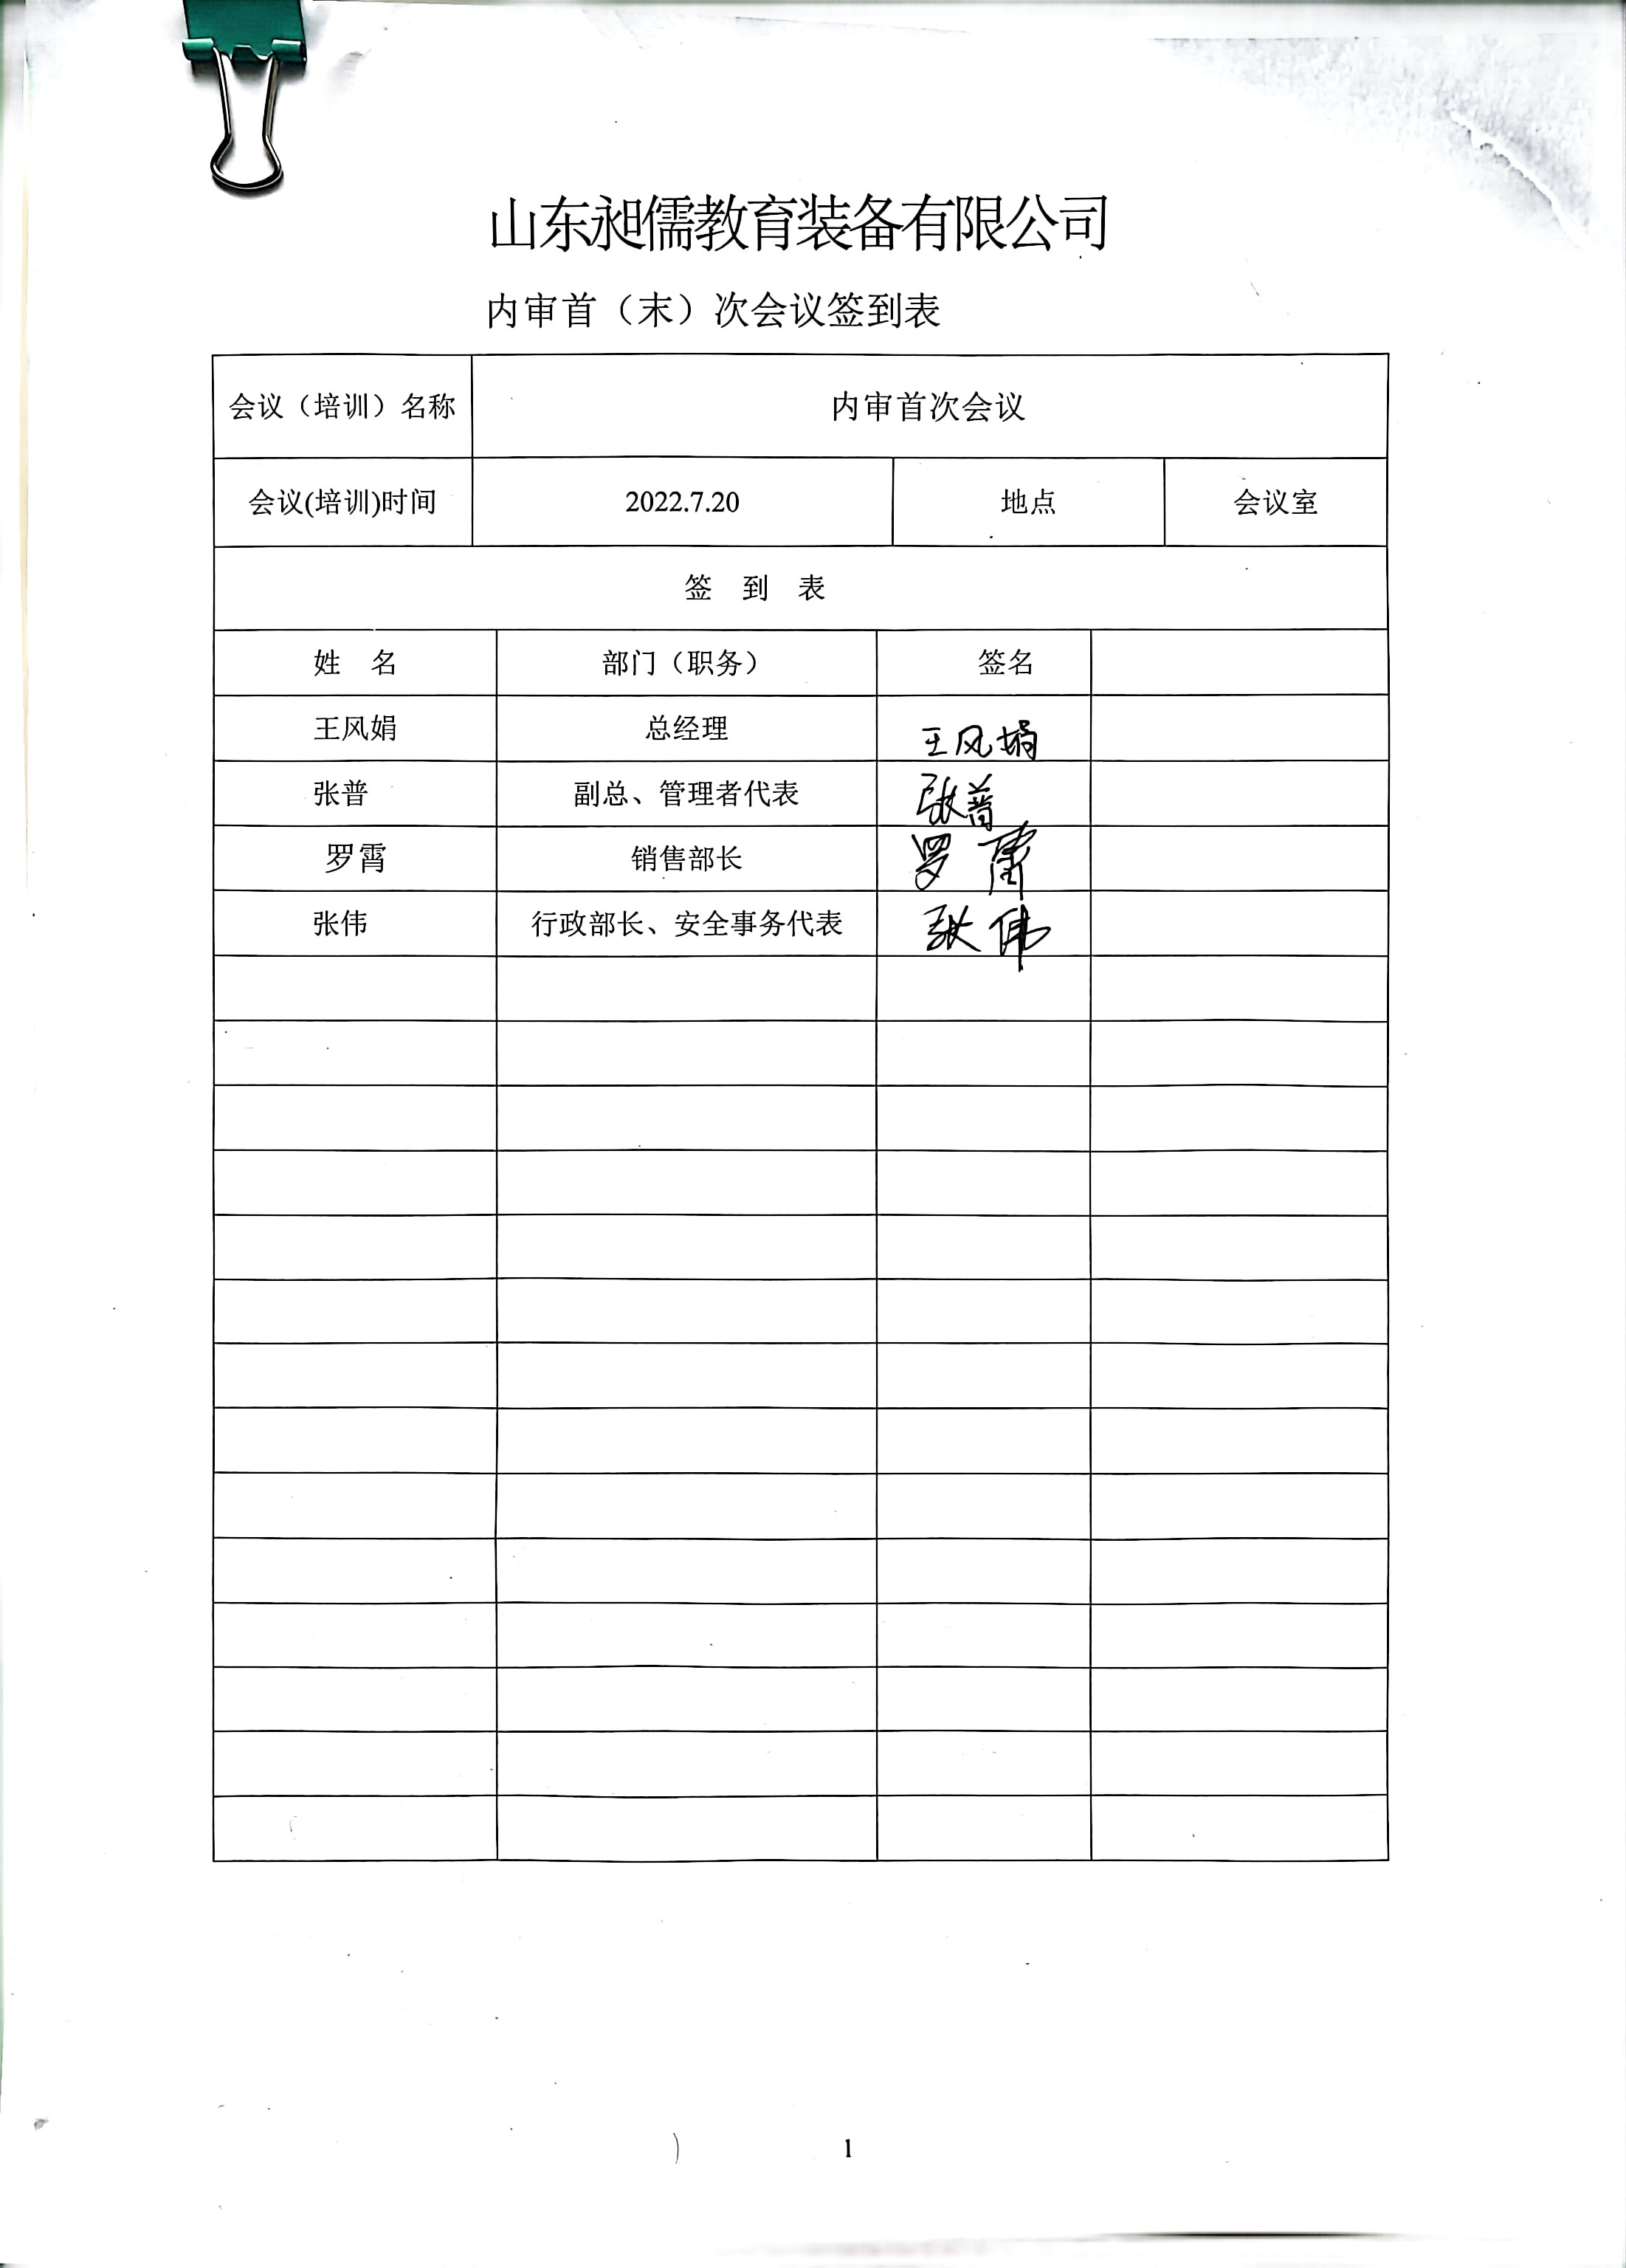 山东昶儒教育装备有限公司
内审首（末）次会议签到表
会议（培训）名称 内审首次会议
会议(培训)时间 2022.7.20 地点 会议室
签 到 表
姓 名 部门（职务） 签名
王风娟 总经理 王风娟
张普 副总、管理者代表 张普
罗霄 销售部长 罗霄
张伟 行政部长、安全事务代表 张伟
1